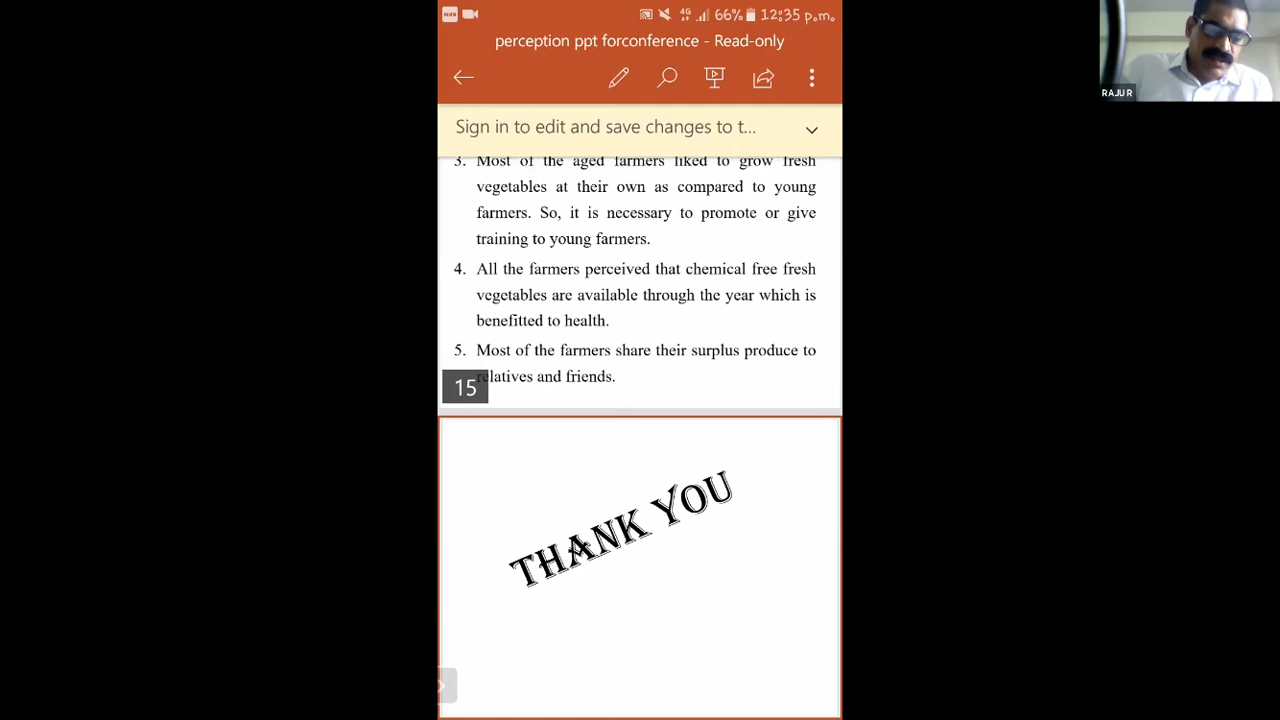 66% 12:35 p.m.
perception ppt forconference - Read-only
RAJUR
Sign in to edit and save changes to t...
3. Most of the aged farmers liked to grow fresh
vegetables at their own as compared to young
farmers. So, it is necessary to promote or give
training to young farmers.
4. All the farmers perceived that chemical free fresh
vegetables are available through the year which is
benefitted to health.
5. Most of the farmers share their surplus produce to
relatives and friends.
15
THANK YOU